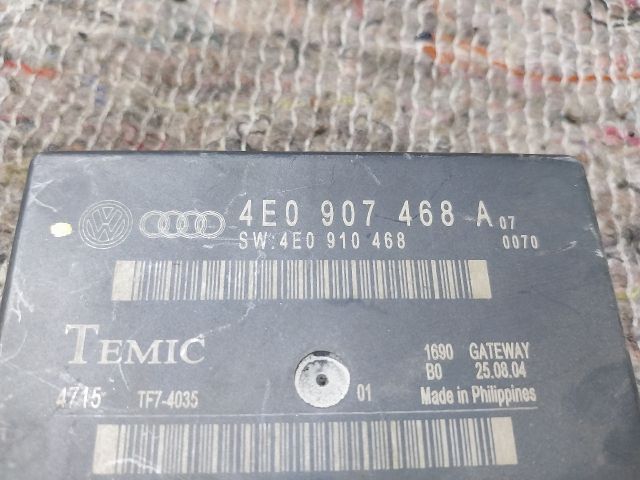 4E0 907 468 A 07
SW:4E0 910 468 0070
TEMIC
1690 GATEWAY
B0 25.08.04
4715 TF7-4035 01 Made in Philippines